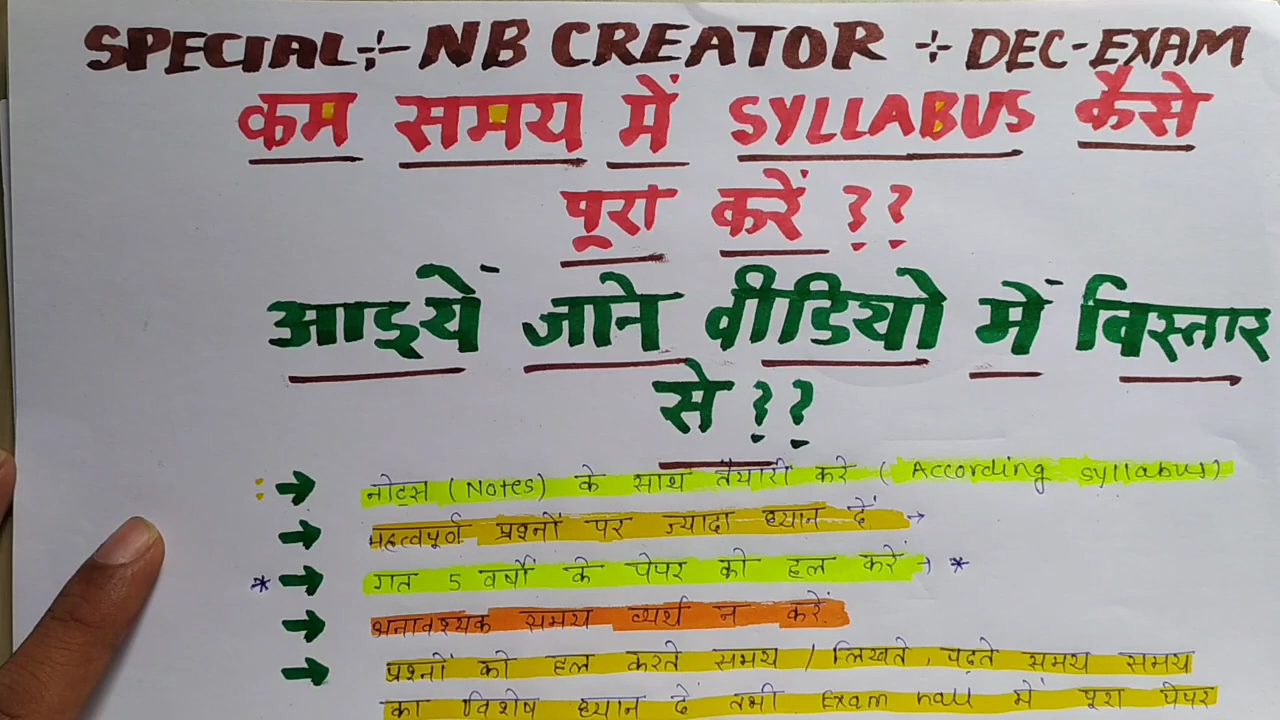 SPECIAL÷ NB CREATOR ÷ DEC-EXAM
कम समय में SYLLABUS कैसे
पूरा करें ??
आइयें जाने वीडियो में विस्तार
से ??
→ नोट्स (Notes) के साथ तैयारी करे ( According syllabus)
→ महत्वपूर्ण प्रश्नों पर ज्यादा ध्यान दें →
* → गत 5 वर्षों के पेपर को हल करें → *
→ अनावश्यक समय व्यर्थ न करें.
→ प्रश्नों को हल करते समय / लिखते, पढ़ते समय समय
का विशेष ध्यान दें तभी Exam hall में पूरा पेपर